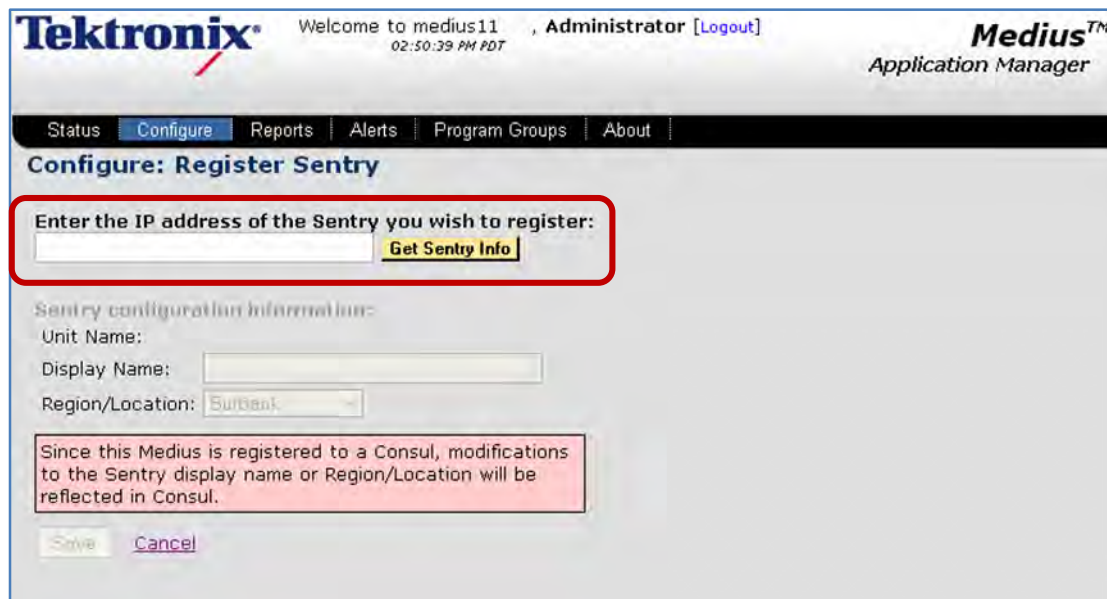 Tektronix
Welcome to medius11 , Administrator [Logout]
02:50:39 PM PDT
Medius™
Application Manager
Status Configure Reports Alerts Program Groups About
Configure: Register Sentry
Enter the IP address of the Sentry you wish to register:
Get Sentry Info
Sentry configuration information:
Unit Name:
Display Name:
Region/Location: Burbank
Since this Medius is registered to a Consul, modifications
to the Sentry display name or Region/Location will be
reflected in Consul.
Save Cancel